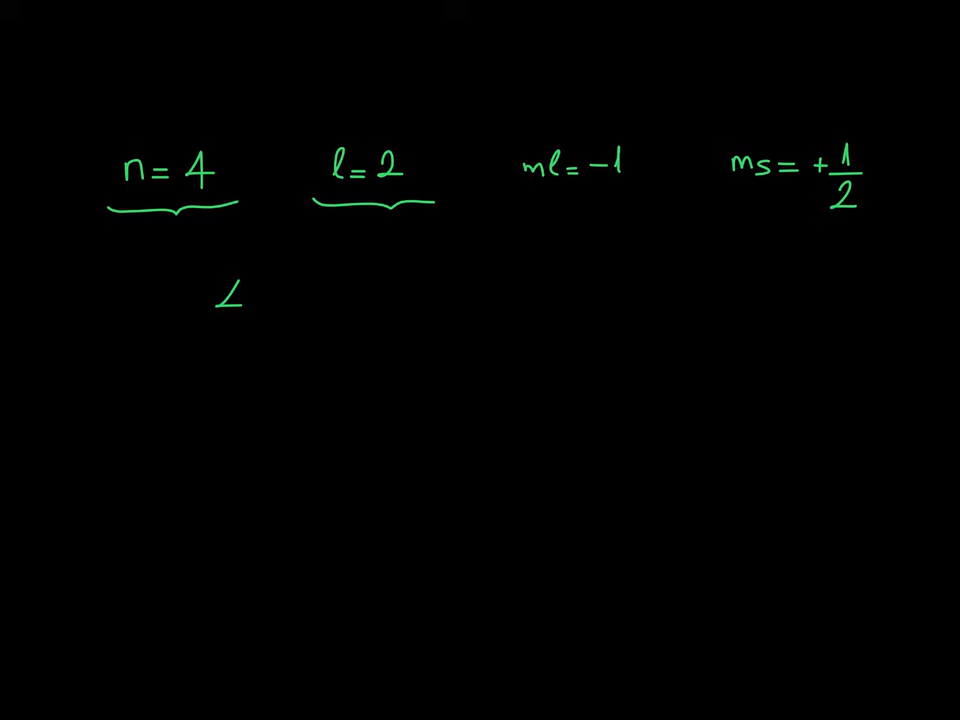 n = 4 l = 2 ml = -1 ms = +1/2